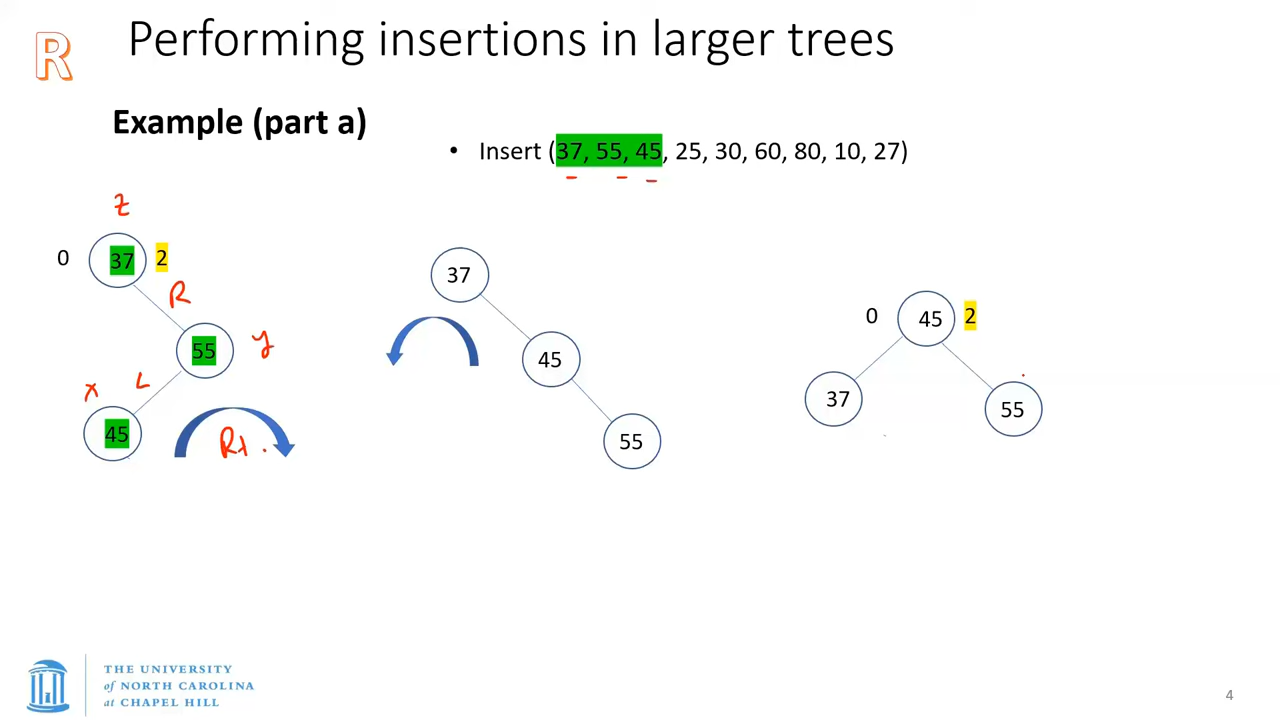 R
Performing insertions in larger trees
Example (part a)
• Insert (37, 55, 45, 25, 30, 60, 80, 10, 27)
z
0 37 2
R
55 y
x L
45
Rt.
37
45
55
0 45 2
37
55
THE UNIVERSITY
of NORTH CAROLINA
at CHAPEL HILL
4